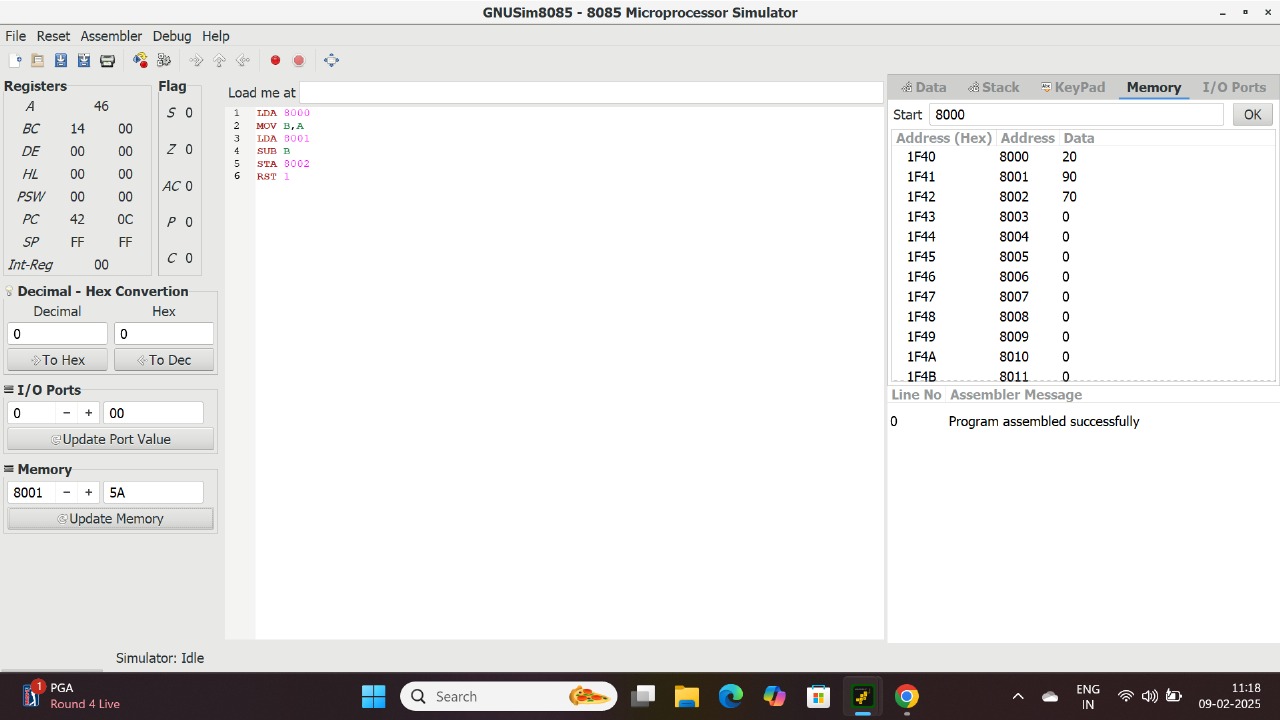 GNUSim8085 - 8085 Microprocessor Simulator
File Reset Assembler Debug Help
Registers
A 46
BC 14 00
DE 00 00
HL 00 00
PSW 00 00
PC 42 0C
SP FF FF
Int-Reg 00
Flag
S 0
Z 0
AC 0
P 0
C 0
Decimal - Hex Convertion
Decimal Hex
0 0
To Hex To Dec
I/O Ports
0 - + 00
Update Port Value
Memory
8001 - + 5A
Update Memory
Load me at
1 LDA 8000
2 MOV B,A
3 LDA 8001
4 SUB B
5 STA 8002
6 RST 1
Data Stack KeyPad Memory I/O Ports
Start 8000 OK
Address (Hex) Address Data
1F40 8000 20
1F41 8001 90
1F42 8002 70
1F43 8003 0
1F44 8004 0
1F45 8005 0
1F46 8006 0
1F47 8007 0
1F48 8008 0
1F49 8009 0
1F4A 8010 0
1F4B 8011 0
Line No Assembler Message
0 Program assembled successfully
Simulator: Idle
1
PGA
Round 4 Live
Search
ENG
IN
11:18
09-02-2025